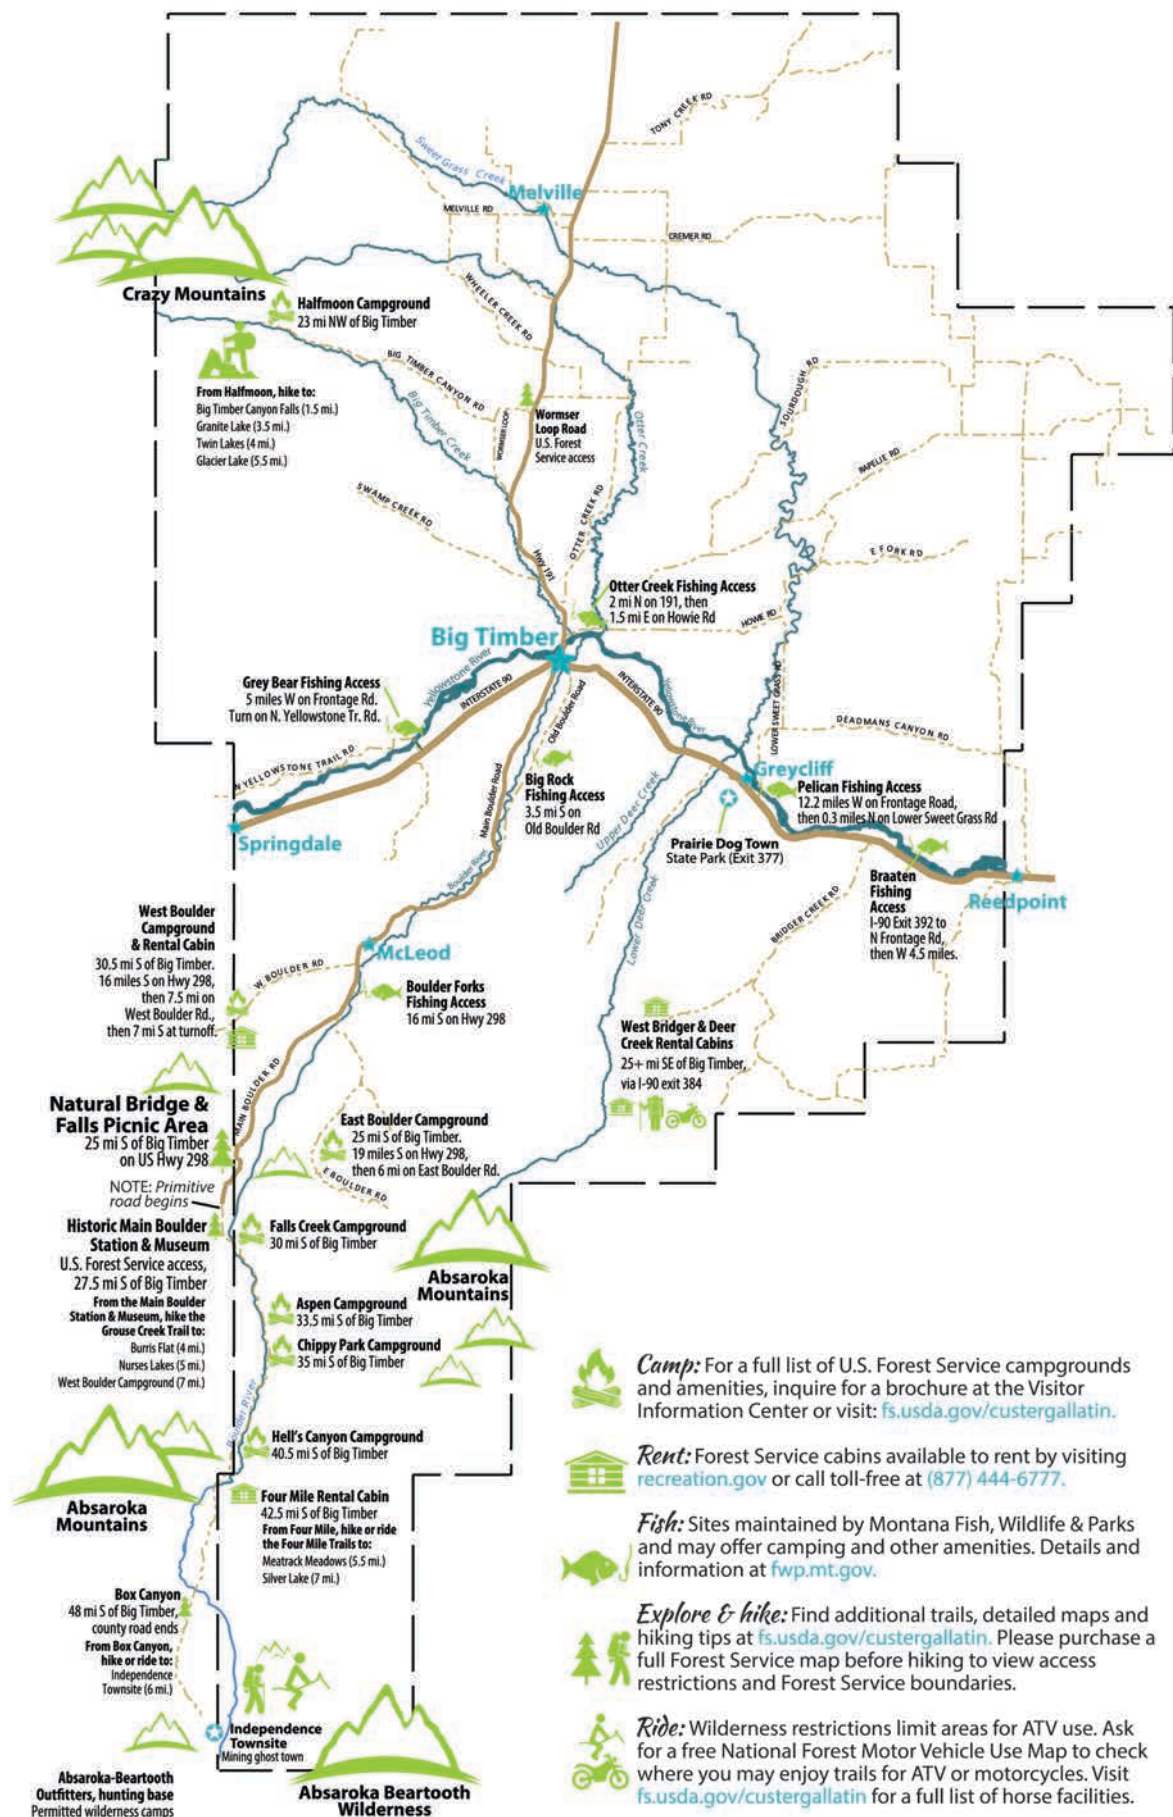 TONY CREEK RD
Sweet Grass Creek
Melville
MELVILLE RD
CREMER RD
Crazy Mountains
WHEELER CREEK RD
Halfmoon Campground
23 mi NW of Big Timber
BIG TIMBER CANYON RD
SOURDOUGH RD
From Halfmoon, hike to:
Big Timber Canyon Falls (1.5 mi.)
Granite Lake (3.5 mi.)
Twin Lakes (4 mi.)
Glacier Lake (5.5 mi.)
Big Timber Creek
WORMSER LOOP
Wormser
Loop Road
U.S. Forest
Service access
Otter Creek
RAPELJE RD
SWAMP CREEK RD
OTTER CREEK RD
E FORK RD
Hwy 191
Otter Creek Fishing Access
2 mi N on 191, then
1.5 mi E on Howie Rd
HOWIE RD
Big Timber
Yellowstone River
INTERSTATE 90
Grey Bear Fishing Access
5 miles W on Frontage Rd.
Turn on N. Yellowstone Tr. Rd.
Old Boulder Road
INTERSTATE 90
Yellowstone River
LOWER SWEET GRASS RD
DEADMANS CANYON RD
N YELLOWSTONE TRAIL RD
Main Boulder Road
Big Rock
Fishing Access
3.5 mi S on
Old Boulder Rd
Upper Deer Creek
Greycliff
Pelican Fishing Access
12.2 miles W on Frontage Road,
then 0.3 miles N on Lower Sweet Grass Rd
Springdale
Prairie Dog Town
State Park (Exit 377)
Boulder River
Braaten
Fishing
Access
I-90 Exit 392 to
N Frontage Rd,
then W 4.5 miles.
Reedpoint
Lower Deer Creek
BRIDGER CREEK RD
West Boulder
Campground
& Rental Cabin
30.5 mi S of Big Timber.
16 miles S on Hwy 298,
then 7.5 mi on
West Boulder Rd.,
then 7 mi S at turnoff.
McLeod
W BOULDER RD
Boulder Forks
Fishing Access
16 mi S on Hwy 298
West Bridger & Deer
Creek Rental Cabins
25+ mi SE of Big Timber,
via I-90 exit 384
MAIN BOULDER RD
Natural Bridge &
Falls Picnic Area
25 mi S of Big Timber
on US Hwy 298
East Boulder Campground
25 mi S of Big Timber.
19 miles S on Hwy 298,
then 6 mi on East Boulder Rd.
E BOULDER RD
NOTE: Primitive
road begins
Historic Main Boulder
Station & Museum
U.S. Forest Service access,
27.5 mi S of Big Timber
From the Main Boulder
Station & Museum, hike the
Grouse Creek Trail to:
Burris Flat (4 mi.)
Nurses Lakes (5 mi.)
West Boulder Campground (7 mi.)
Falls Creek Campground
30 mi S of Big Timber
Absaroka
Mountains
Aspen Campground
33.5 mi S of Big Timber
Chippy Park Campground
35 mi S of Big Timber
Boulder River
Hell's Canyon Campground
40.5 mi S of Big Timber
Absaroka
Mountains
Four Mile Rental Cabin
42.5 mi S of Big Timber
From Four Mile, hike or ride
the Four Mile Trails to:
Meatrack Meadows (5.5 mi.)
Silver Lake (7 mi.)
Box Canyon
48 mi S of Big Timber,
county road ends
From Box Canyon,
hike or ride to:
Independence
Townsite (6 mi.)
Independence
Townsite
Mining ghost town
Absaroka-Beartooth
Outfitters, hunting base
Permitted wilderness camps
Absaroka Beartooth
Wilderness
Camp: For a full list of U.S. Forest Service campgrounds
and amenities, inquire for a brochure at the Visitor
Information Center or visit: fs.usda.gov/custergallatin.
Rent: Forest Service cabins available to rent by visiting
recreation.gov or call toll-free at (877) 444-6777.
Fish: Sites maintained by Montana Fish, Wildlife & Parks
and may offer camping and other amenities. Details and
information at fwp.mt.gov.
Explore & hike: Find additional trails, detailed maps and
hiking tips at fs.usda.gov/custergallatin. Please purchase a
full Forest Service map before hiking to view access
restrictions and Forest Service boundaries.
Ride: Wilderness restrictions limit areas for ATV use. Ask
for a free National Forest Motor Vehicle Use Map to check
where you may enjoy trails for ATV or motorcycles. Visit
fs.usda.gov/custergallatin for a full list of horse facilities.